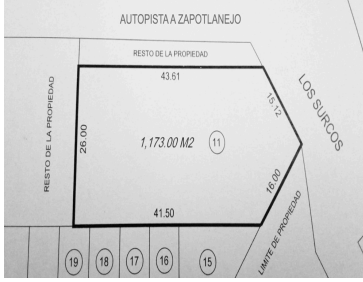 AUTOPISTA A ZAPOTLANEJO
RESTO DE LA PROPIEDAD
43.61
LOS SURCOS
15.12
RESTO DE LA PROPIEDAD
26.00
1,173.00 M2
11
16.00
41.50
LIMITE DE PROPIEDAD
19
18
17
16
15